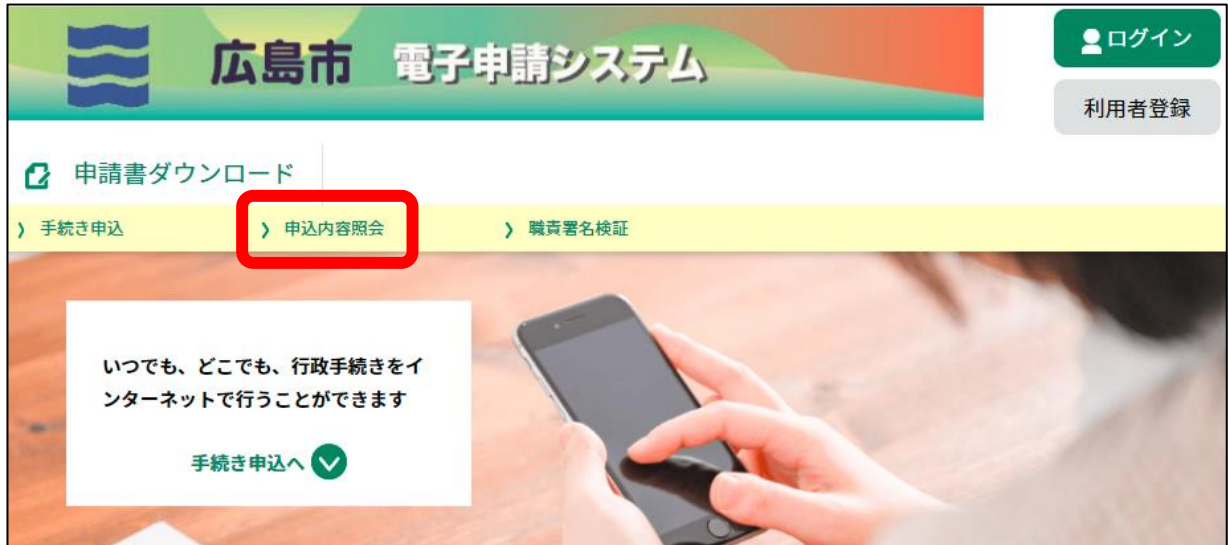 広島市 電子申請システム
ログイン
利用者登録
申請書ダウンロード
手続き申込
申込内容照会
職責署名検証
いつでも、どこでも、行政手続きをイ
ンターネットで行うことができます
手続き申込へ